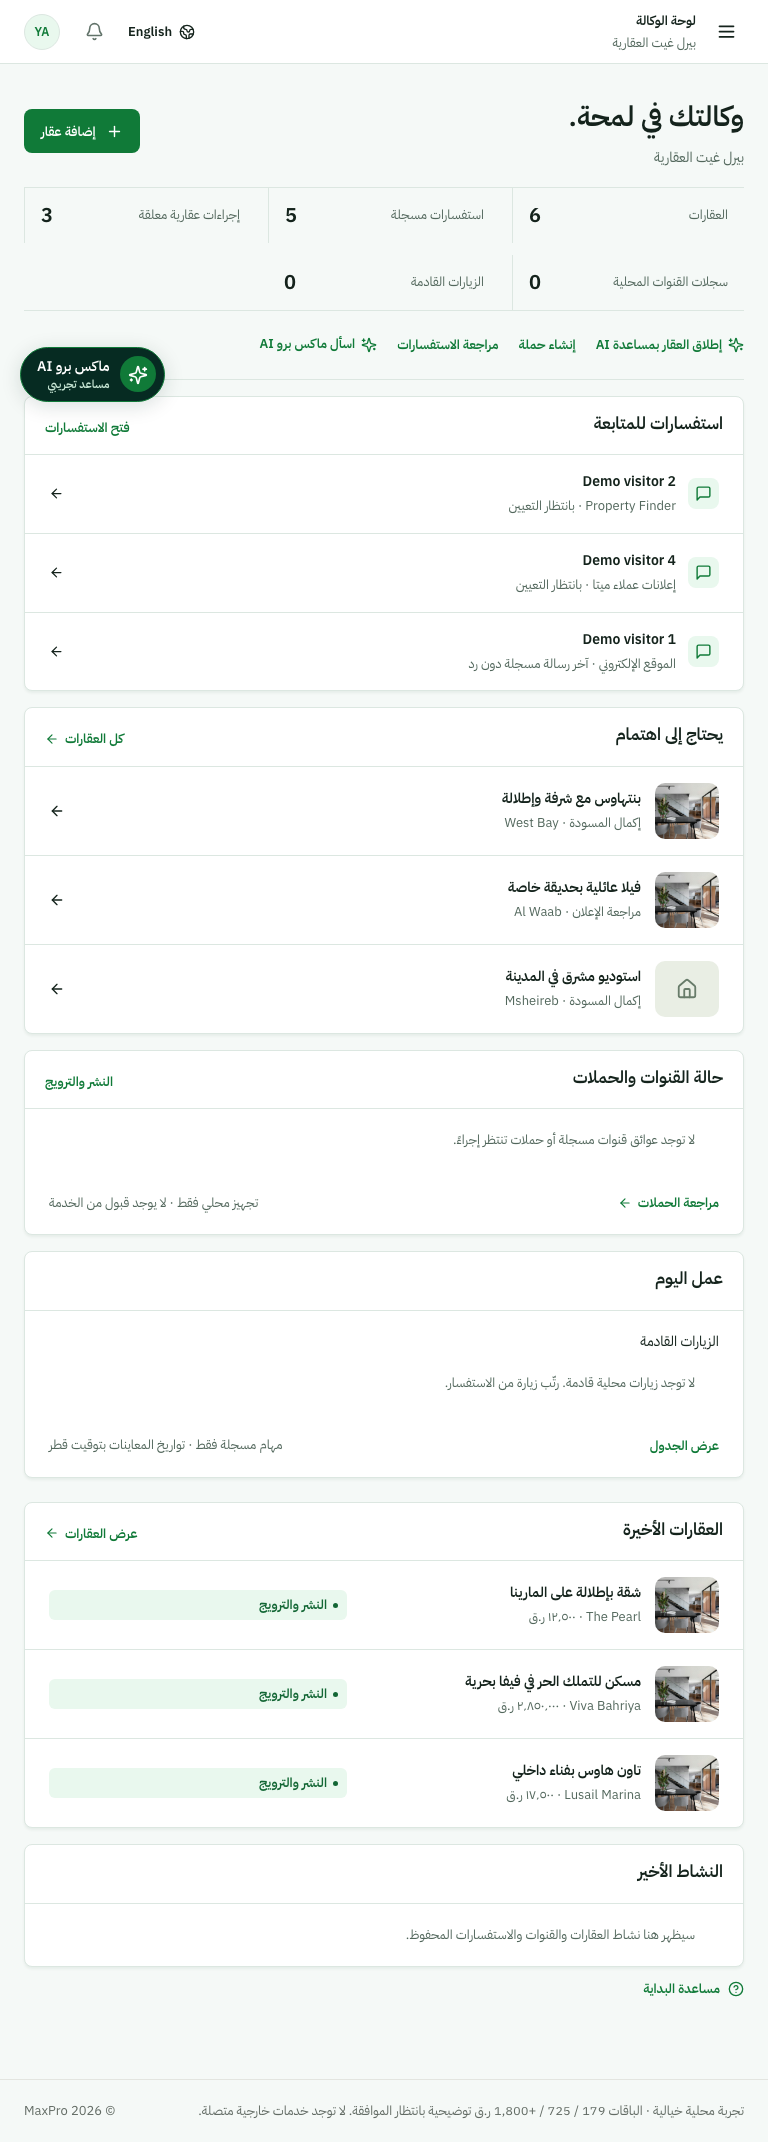 لوحة الوكالة
بيرل غيت العقارية
English
YA
وكالتك في لمحة.
بيرل غيت العقارية
إضافة عقار
العقارات 6
استفسارات مسجلة 5
إجراءات عقارية معلقة 3
سجلات القنوات المحلية 0
الزيارات القادمة 0
إطلاق العقار بمساعدة AI
إنشاء حملة
مراجعة الاستفسارات
اسأل ماكس برو AI
ماكس برو AI
مساعد تجريبي
استفسارات للمتابعة
فتح الاستفسارات
Demo visitor 2
Property Finder · بانتظار التعيين
Demo visitor 4
إعلانات عملاء ميتا · بانتظار التعيين
Demo visitor 1
الموقع الإلكتروني · آخر رسالة مسجلة دون رد
يحتاج إلى اهتمام
كل العقارات
بنتهاوس مع شرفة وإطلالة
إكمال المسودة · West Bay
فيلا عائلية بحديقة خاصة
مراجعة الإعلان · Al Waab
استوديو مشرق في المدينة
إكمال المسودة · Msheireb
حالة القنوات والحملات
النشر والترويج
لا توجد عوائق قنوات مسجلة أو حملات تنتظر إجراءً.
مراجعة الحملات
تجهيز محلي فقط · لا يوجد قبول من الخدمة
عمل اليوم
الزيارات القادمة
لا توجد زيارات محلية قادمة. رتّب زيارة من الاستفسار.
عرض الجدول
مهام مسجلة فقط · تواريخ المعاينات بتوقيت قطر
العقارات الأخيرة
عرض العقارات
شقة بإطلالة على المارينا
The Pearl · ١٢٬٥٠٠ ر.ق
النشر والترويج
مسكن للتملك الحر في فيفا بحرية
Viva Bahriya · ٢٬٨٥٠٬٠٠٠ ر.ق
النشر والترويج
تاون هاوس بفناء داخلي
Lusail Marina · ١٧٬٥٠٠ ر.ق
النشر والترويج
النشاط الأخير
سيظهر هنا نشاط العقارات والقنوات والاستفسارات المحفوظ.
مساعدة البداية
تجربة محلية خيالية · الباقات 179 / 725 / +1,800 ر.ق توضيحية بانتظار الموافقة. لا توجد خدمات خارجية متصلة.
© 2026 MaxPro